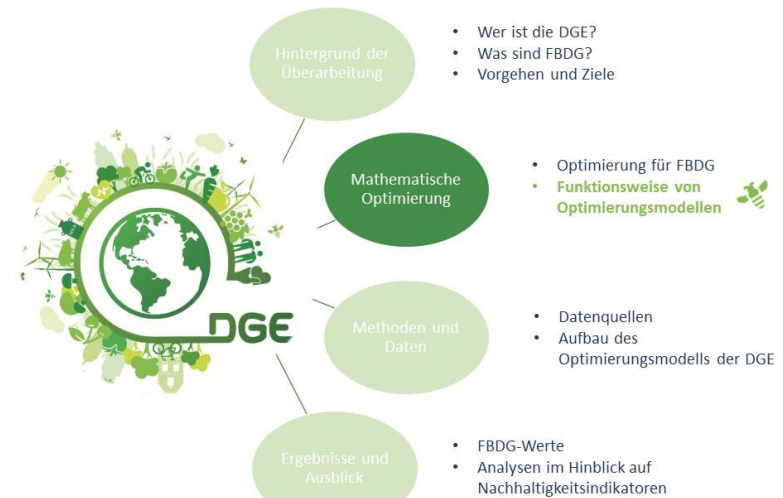 Hintergrund der
Überarbeitung
• Wer ist die DGE?
• Was sind FBDG?
• Vorgehen und Ziele
Mathematische
Optimierung
• Optimierung für FBDG
• Funktionsweise von
Optimierungsmodellen
DGE
Methoden und
Daten
• Datenquellen
• Aufbau des
Optimierungsmodells der DGE
Ergebnisse und
Ausblick
• FBDG-Werte
• Analysen im Hinblick auf
Nachhaltigkeitsindikatoren